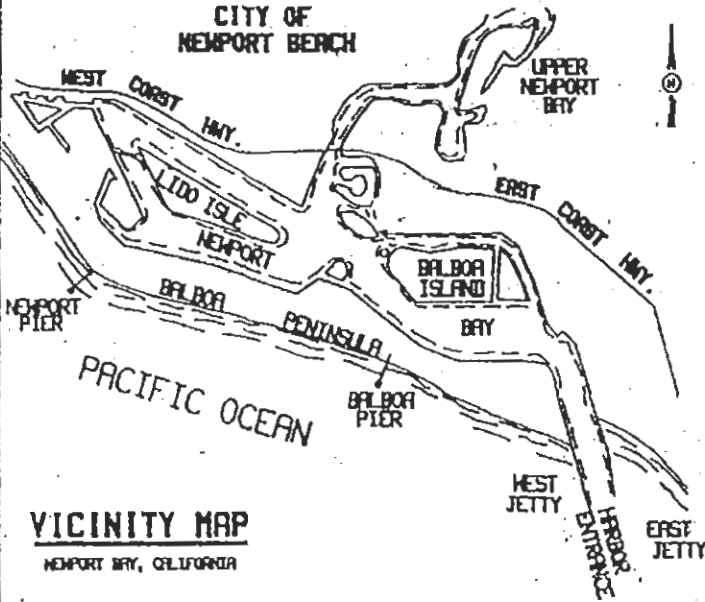 CITY OF
NEWPORT BEACH
WEST COAST HWY.
UPPER
NEWPORT
BAY
N
EAST COAST HWY.
LIDO ISLE
NEWPORT
BALBOA
ISLAND
BAY
NEWPORT
PIER
BALBOA PENINSULA
BALBOA
PIER
PACIFIC OCEAN
WEST
JETTY
HARBOR
ENTRANCE
EAST
JETTY
VICINITY MAP
NEWPORT BAY, CALIFORNIA